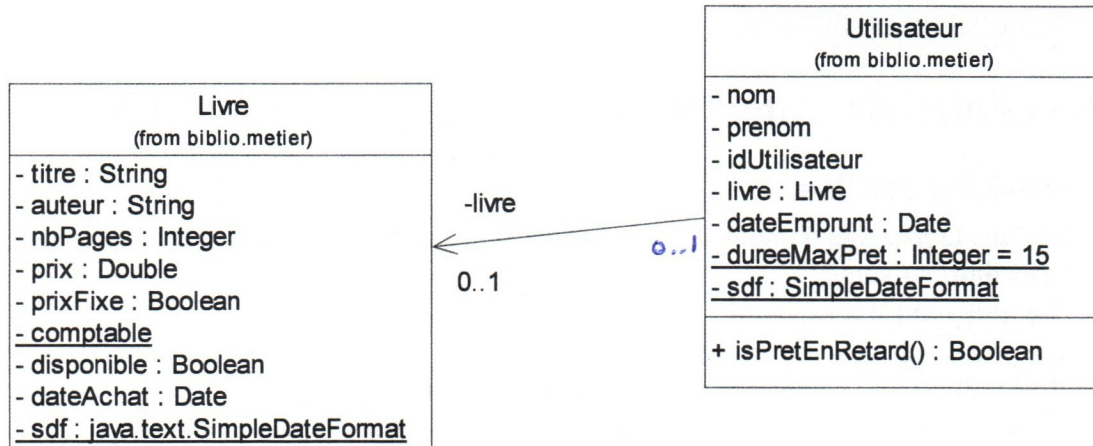 Utilisateur
(from biblio.metier)
- nom
- prenom
- idUtilisateur
- livre : Livre
- dateEmprunt : Date
- dureeMaxPret : Integer = 15
- sdf : SimpleDateFormat
+ isPretEnRetard() : Boolean
Livre
(from biblio.metier)
- titre : String
- auteur : String
- nbPages : Integer
- prix : Double
- prixFixe : Boolean
- comptable
- disponible : Boolean
- dateAchat : Date
- sdf : java.text.SimpleDateFormat
-livre
0..1
0..1